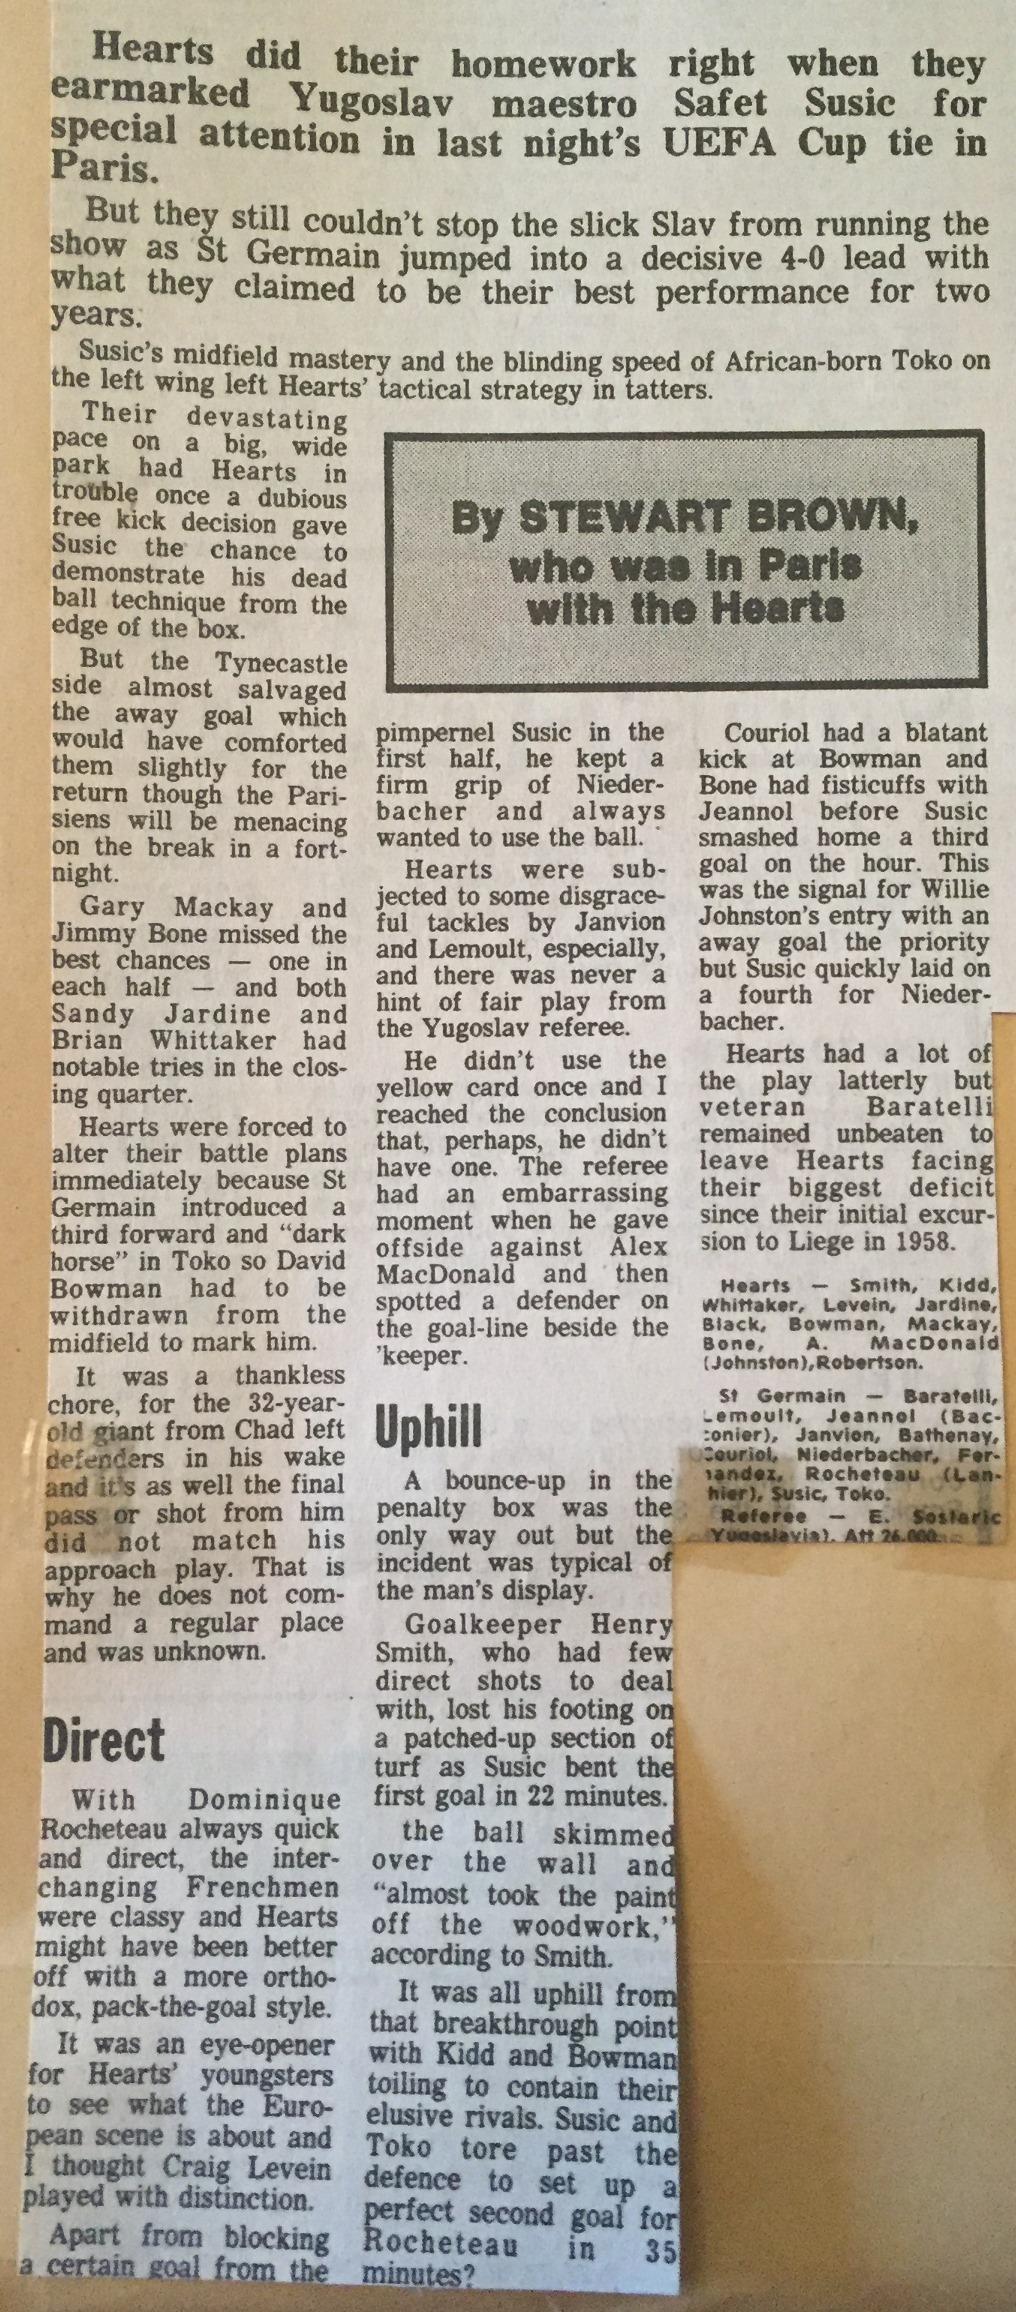 Hearts did their homework right when they
earmarked Yugoslav maestro Safet Susic for
special attention in last night's UEFA Cup tie in
Paris.
But they still couldn't stop the slick Slav from running the
show as St Germain jumped into a decisive 4-0 lead with
what they claimed to be their best performance for two
years.
Susic's midfield mastery and the blinding speed of African-born Toko on
the left wing left Hearts' tactical strategy in tatters.
Their devastating
pace on a big, wide
park had Hearts in
trouble once a dubious
free kick decision gave
Susic the chance to
demonstrate his dead
ball technique from the
edge of the box.
But the Tynecastle
side almost salvaged
the away goal which
would have comforted
them slightly for the
return though the Pari-
siens will be menacing
on the break in a fort-
night.
Gary Mackay and
Jimmy Bone missed the
best chances — one in
each half — and both
Sandy Jardine and
Brian Whittaker had
notable tries in the clos-
ing quarter.
Hearts were forced to
alter their battle plans
immediately because St
Germain introduced a
third forward and "dark
horse" in Toko so David
Bowman had to be
withdrawn from the
midfield to mark him.
It was a thankless
chore, for the 32-year-
old giant from Chad left
defenders in his wake
and it's as well the final
pass or shot from him
did not match his
approach play. That is
why he does not com-
mand a regular place
and was unknown.
Direct
With Dominique
Rocheteau always quick
and direct, the inter-
changing Frenchmen
were classy and Hearts
might have been better
off with a more ortho-
dox, pack-the-goal style.
It was an eye-opener
for Hearts' youngsters
to see what the Euro-
pean scene is about and
I thought Craig Levein
played with distinction.
Apart from blocking
a certain goal from the
By STEWART BROWN,
who was in Paris
with the Hearts
pimpernel Susic in the
first half, he kept a
firm grip of Nieder-
bacher and always
wanted to use the ball.
Hearts were sub-
jected to some disgrace-
ful tackles by Janvion
and Lemoult, especially,
and there was never a
hint of fair play from
the Yugoslav referee.
He didn't use the
yellow card once and I
reached the conclusion
that, perhaps, he didn't
have one. The referee
had an embarrassing
moment when he gave
offside against Alex
MacDonald and then
spotted a defender on
the goal-line beside the
'keeper.
Uphill
A bounce-up in the
penalty box was the
only way out but the
incident was typical of
the man's display.
Goalkeeper Henry
Smith, who had few
direct shots to deal
with, lost his footing on
a patched-up section of
turf as Susic bent the
first goal in 22 minutes.
the ball skimmed
over the wall and
"almost took the paint
off the woodwork,"
according to Smith.
It was all uphill from
that breakthrough point
with Kidd and Bowman
toiling to contain their
elusive rivals. Susic and
Toko tore past the
defence to set up a
perfect second goal for
Rocheteau in 35
minutes?
Couriol had a blatant
kick at Bowman and
Bone had fisticuffs with
Jeannol before Susic
smashed home a third
goal on the hour. This
was the signal for Willie
Johnston's entry with an
away goal the priority
but Susic quickly laid on
a fourth for Nieder-
bacher.
Hearts had a lot of
the play latterly but
veteran Baratelli
remained unbeaten to
leave Hearts facing
their biggest deficit
since their initial excur-
sion to Liege in 1958.
Hearts — Smith, Kidd,
Whittaker, Levein, Jardine,
Black, Bowman, Mackay,
Bone, A. MacDonald
(Johnston), Robertson.
St Germain — Baratelli,
Lemoult, Jeannol (Bac-
conier), Janvion, Bathenay,
Couriol, Niederbacher, Fer-
nandez, Rocheteau (Lan-
hier), Susic, Toko.
Referee — E. Sostaric
Yugoslavia). Att 26,000.